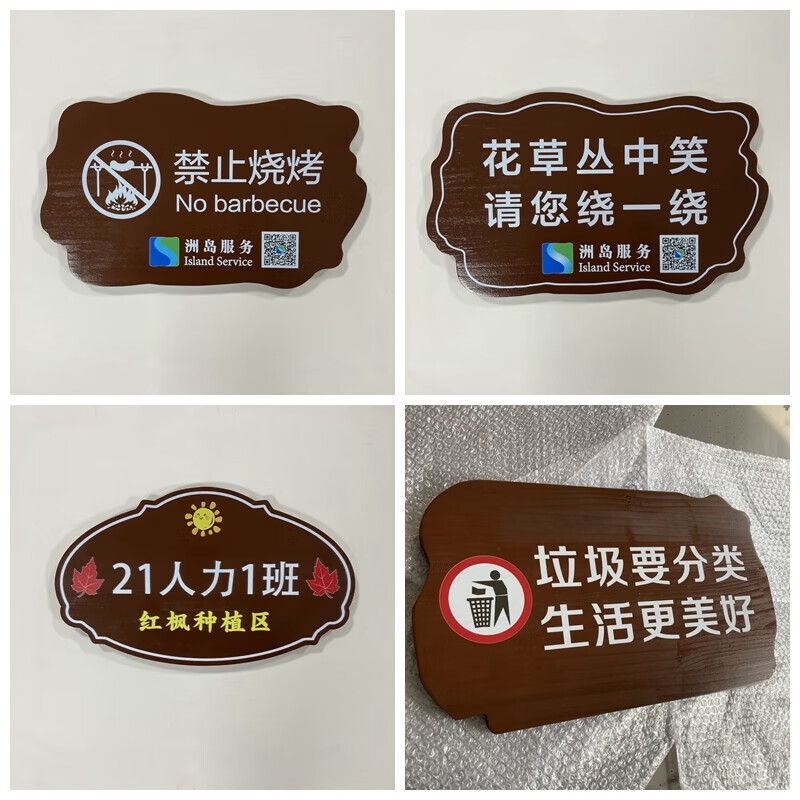 禁止烧烤
No barbecue
洲岛服务
Island Service
花草丛中笑
请您绕一绕
洲岛服务
Island Service
21人力1班
红枫种植区
垃圾要分类
生活更美好